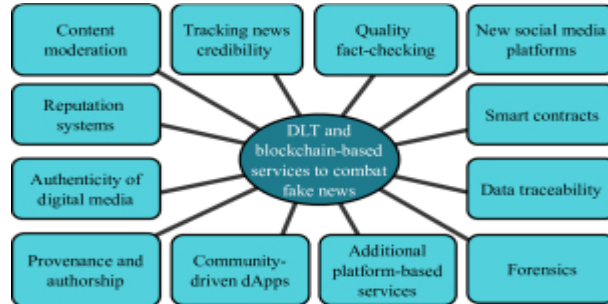 Content
moderation
Tracking news
credibility
Quality
fact-checking
New social media
platforms
Reputation
systems
Smart contracts
DLT and
blockchain-based
services to combat
fake news
Authenticity of
digital media
Data traceability
Provenance and
authorship
Community-
driven dApps
Additional
platform-based
services
Forensics